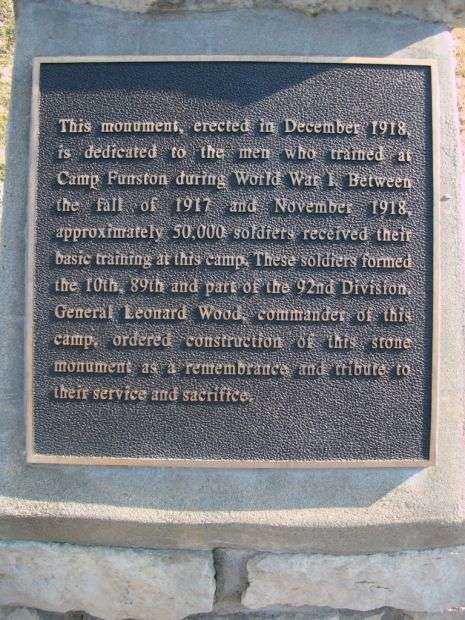 This monument, erected in December 1918,
is dedicated to the men who trained at
Camp Funston during World War I. Between
the fall of 1917 and November 1918,
approximately 50,000 soldiers received their
basic training at this camp. These soldiers formed
the 10th, 89th and part of the 92nd Division.
General Leonard Wood, commander of this
camp, ordered construction of this stone
monument as a remembrance and tribute to
their service and sacrifice.